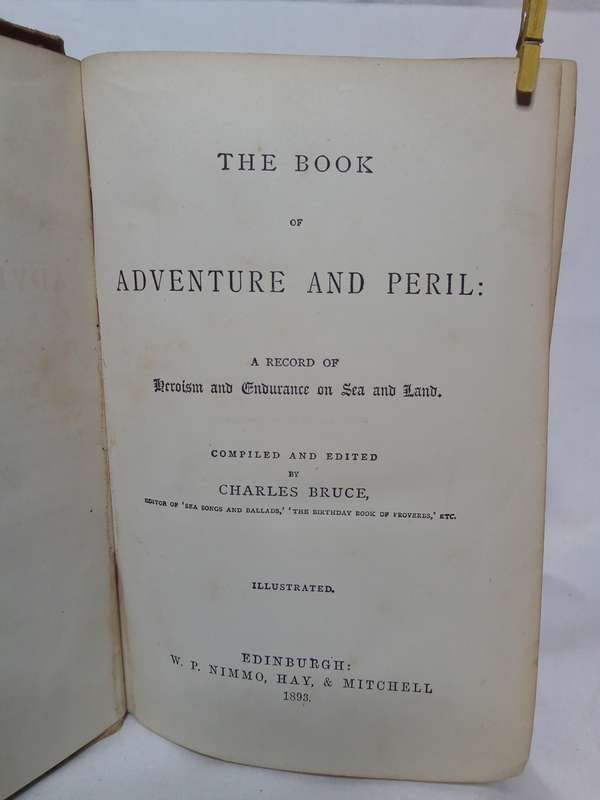 THE BOOK
OF
ADVENTURE AND PERIL:
A RECORD OF
Heroism and Endurance on Sea and Land.
COMPILED AND EDITED
BY
CHARLES BRUCE,
EDITOR OF 'SEA SONGS AND BALLADS,' 'THE BIRTHDAY BOOK OF PROVERBS,' ETC.
ILLUSTRATED.
EDINBURGH:
W. P. NIMMO, HAY, & MITCHELL
1893.